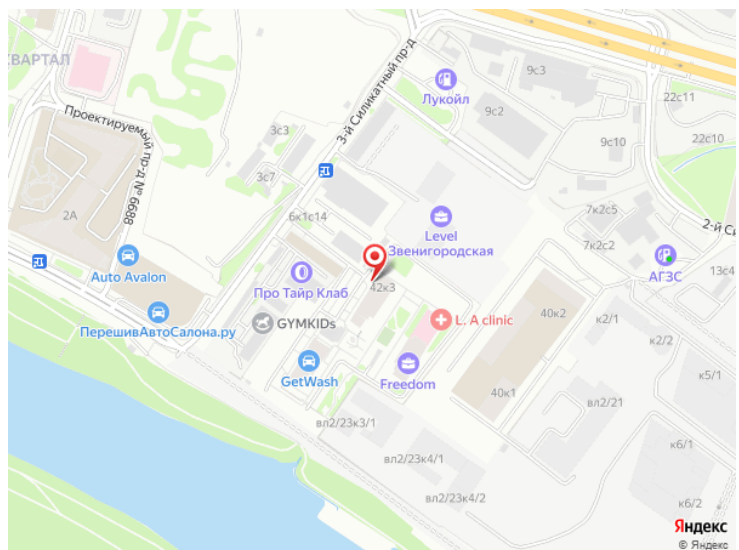 КВАРТАЛ
Проектируемый пр-д № 6688
2А
3-й Силикатный пр-д
3с3
3с7
6к1с14
Лукойл
9с3
9с2
9с10
22с11
22с10
2-й Си
7к2с5
7к2с2
АГЗС
13с4
Level
Звенигородская
Auto Avalon
ПерешивАвтоСалона.ру
Про Тайр Клаб
GYMKIDs
GetWash
42к3
L. A clinic
Freedom
40к2
40к1
к2/1
к2/2
к5/1
вл2/21
к6/1
к6/2
вл2/23к3/1
вл2/23к4/1
вл2/23к4/2
Яндекс
© Яндекс